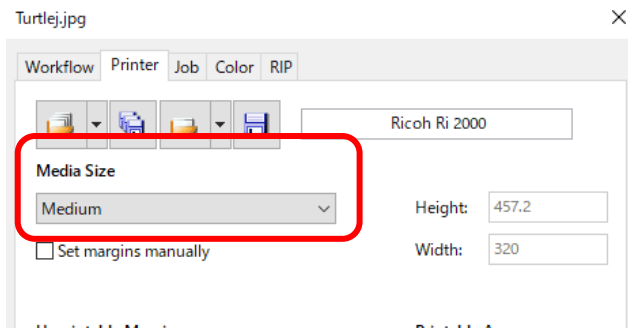 Turtlej.jpg
Workflow Printer Job Color RIP
Ricoh Ri 2000
Media Size
Medium
Height: 457.2
Set margins manually
Width: 320